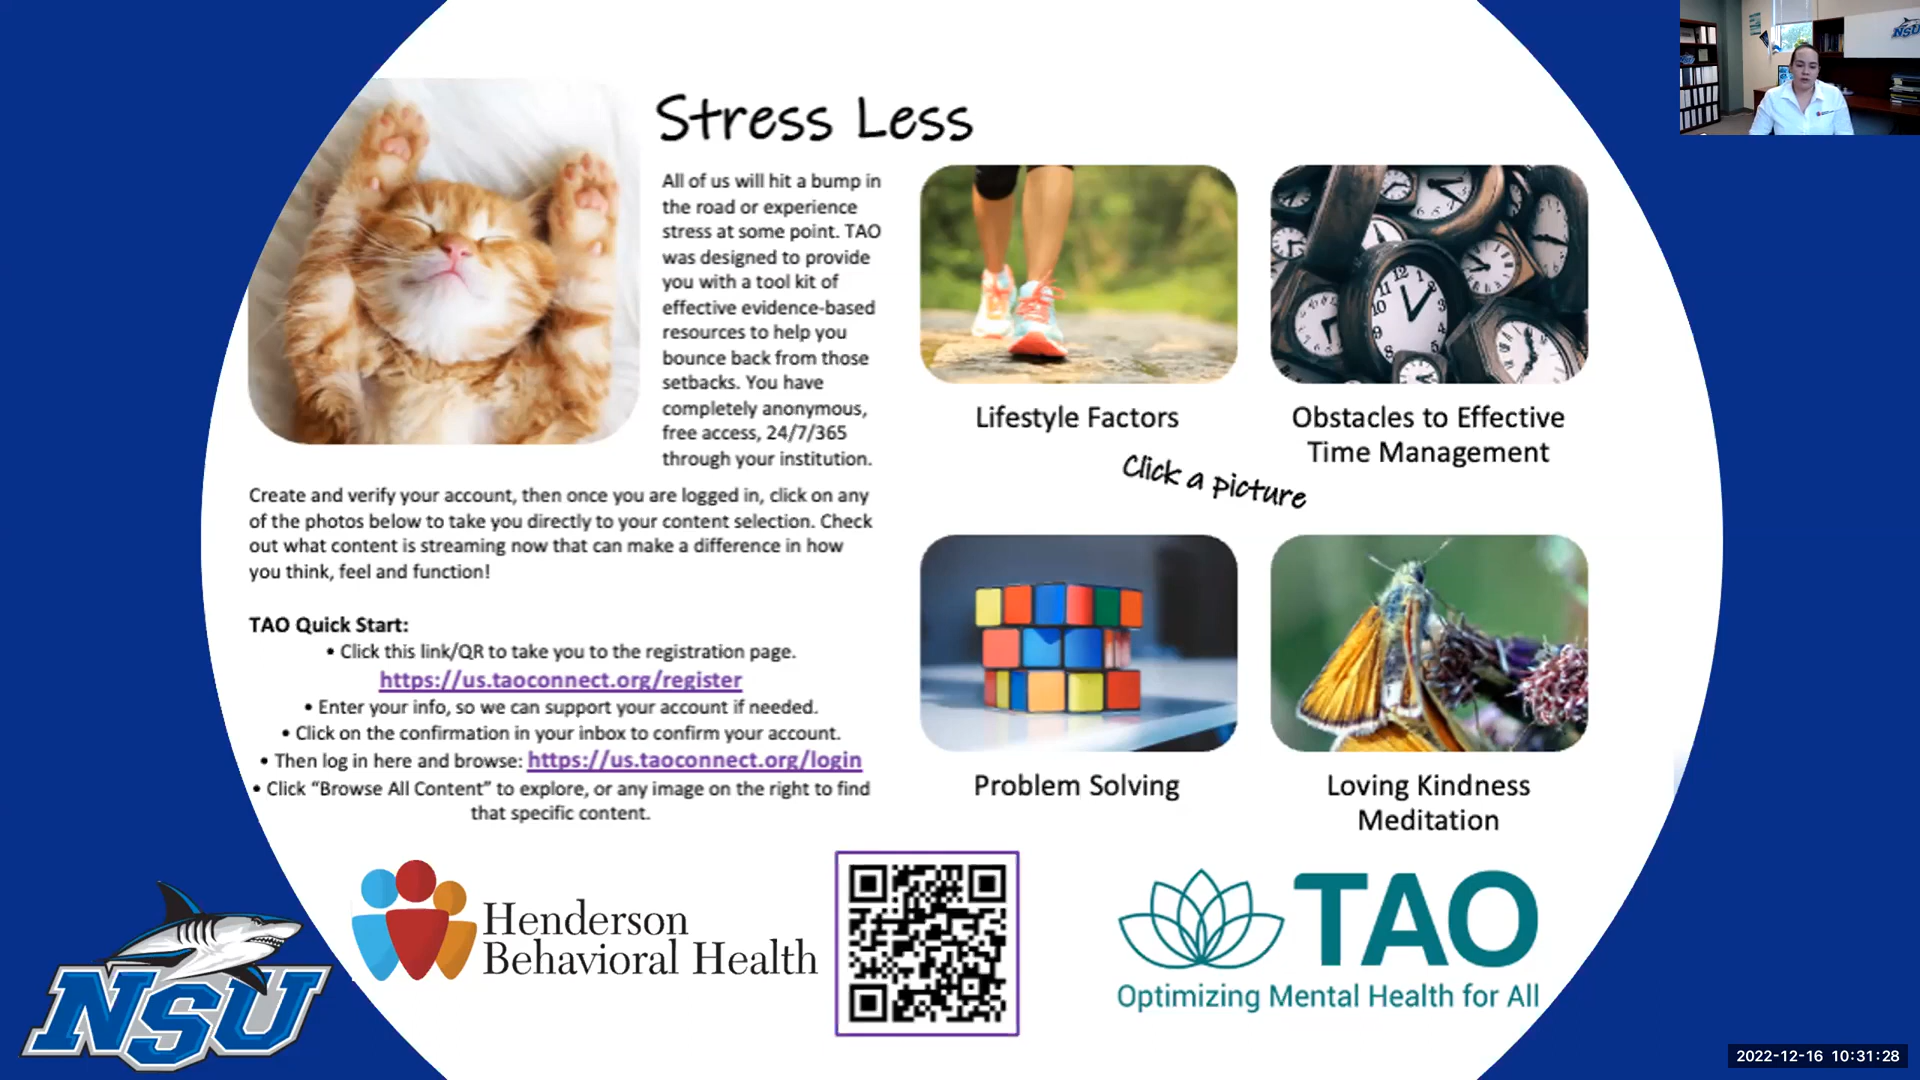 Stress Less
All of us will hit a bump in
the road or experience
stress at some point. TAO
was designed to provide
you with a tool kit of
effective evidence-based
resources to help you
bounce back from those
setbacks. You have
completely anonymous,
free access, 24/7/365
through your institution.
Create and verify your account, then once you are logged in, click on any
of the photos below to take you directly to your content selection. Check
out what content is streaming now that can make a difference in how
you think, feel and function!
TAO Quick Start:
• Click this link/QR to take you to the registration page.
https://us.taoconnect.org/register
• Enter your info, so we can support your account if needed.
• Click on the confirmation in your inbox to confirm your account.
• Then log in here and browse: https://us.taoconnect.org/login
• Click “Browse All Content” to explore, or any image on the right to find
that specific content.
Lifestyle Factors
Obstacles to Effective
Time Management
Click a picture
Problem Solving
Loving Kindness
Meditation
NSU
Henderson
Behavioral Health
TAO
Optimizing Mental Health for All
NSU
2022-12-16 10:31:28